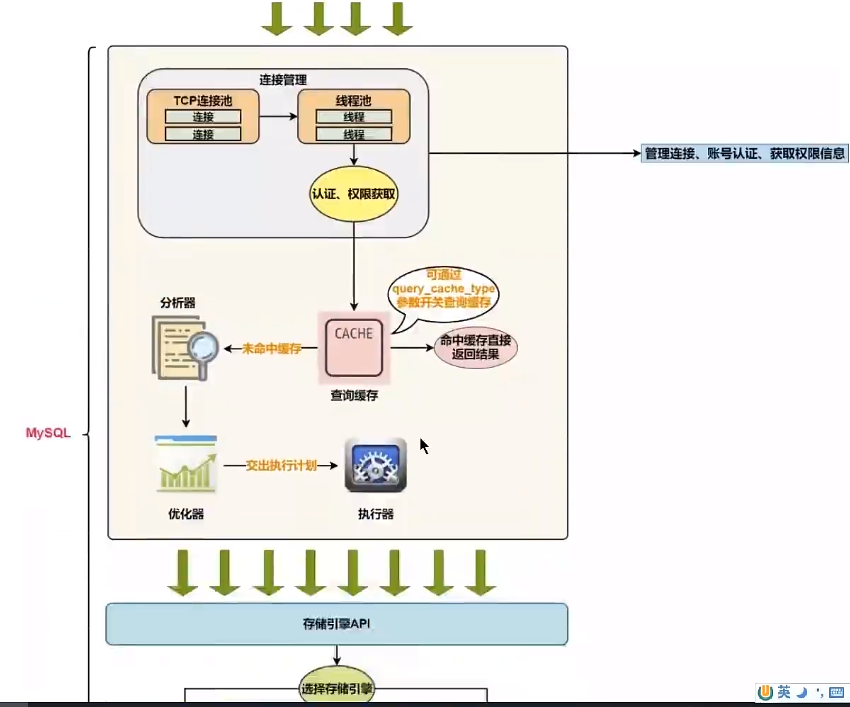 连接管理
TCP连接池
连接
连接
线程池
线程
线程
管理连接、账号认证、获取权限信息
认证、权限获取
可通过
query_cache_type
参数开关查询缓存
分析器
未命中缓存
CACHE
命中缓存直接
返回结果
查询缓存
MySQL
交出执行计划
优化器
执行器
存储引擎API
选择存储引擎
英